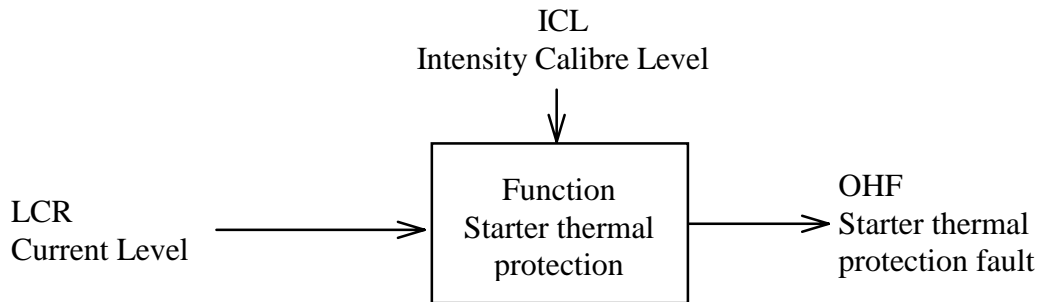 ICL
Intensity Calibre Level
Function
Starter thermal
protection
LCR
Current Level
OHF
Starter thermal
protection fault